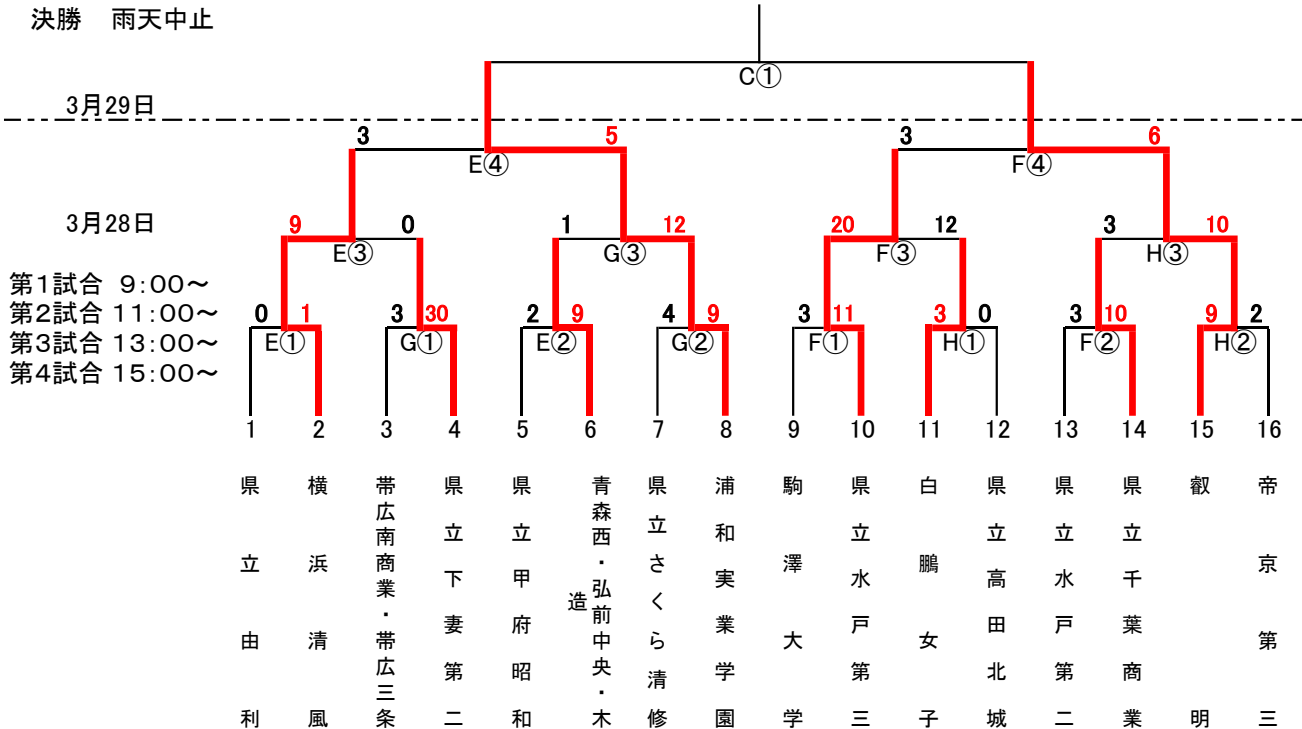 決勝　雨天中止
C①
3月29日
3 5 3 6
E④ F④
3月28日
9 0 1 12 20 12 3 10
E③ G③ F③ H③
第1試合 9:00～
第2試合 11:00～
第3試合 13:00～
第4試合 15:00～
0 1 3 30 2 9 4 9 3 11 3 0 3 10 9 2
E① G① E② G② F① H① F② H②
1 2 3 4 5 6 7 8 9 10 11 12 13 14 15 16
県立由利
横浜清風
帯広南商業・帯広三条
県立下妻第二
県立甲府昭和
青森西・弘前中央・木
造
県立さくら清修
浦和実業学園
駒澤大学
県立水戸第三
白鵬女子
県立高田北城
県立水戸第二
県立千葉商業
叡明
帝京第三